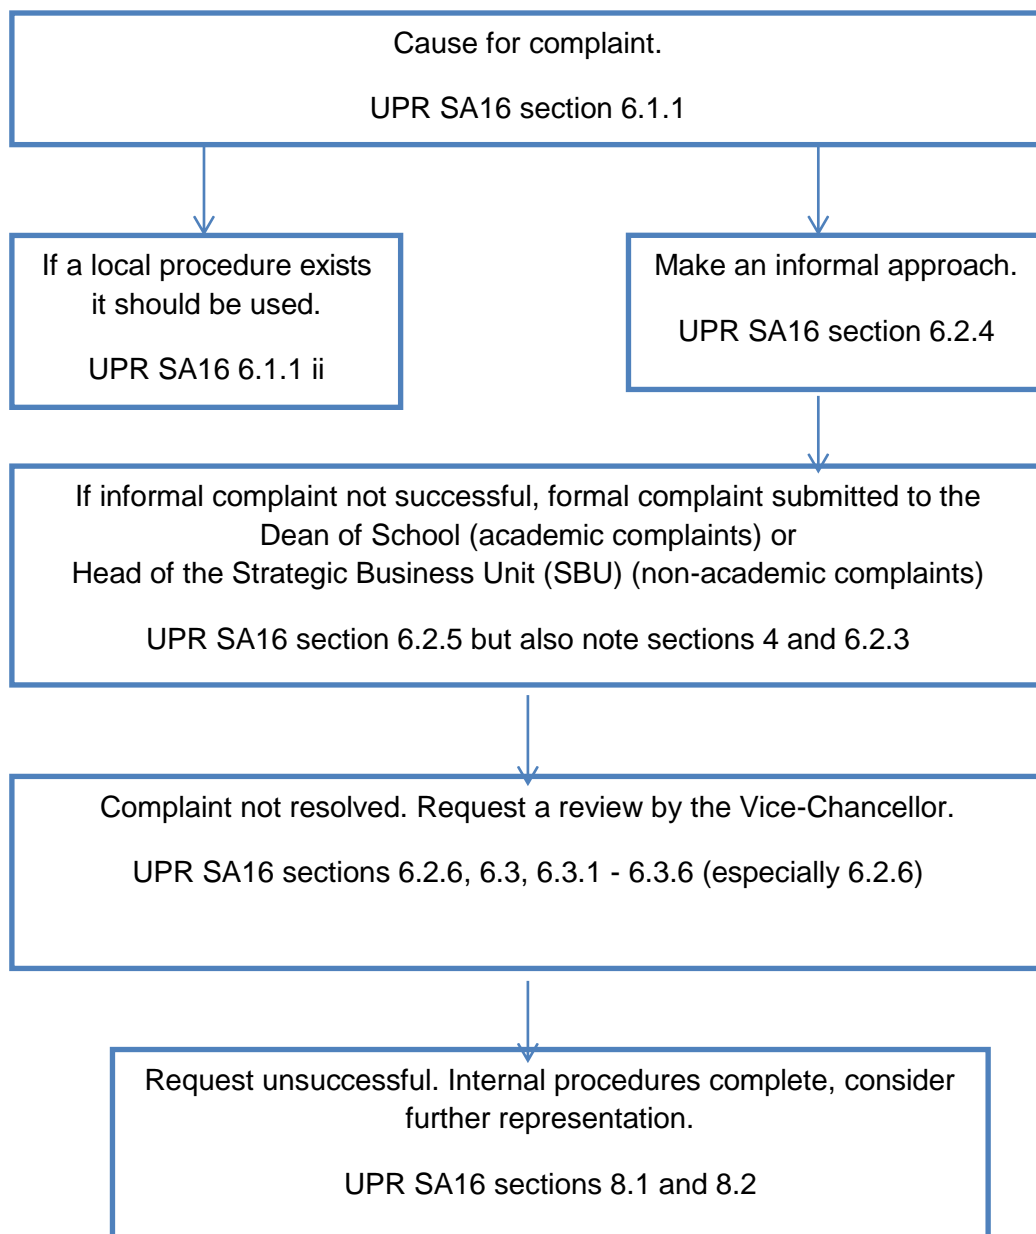 Cause for complaint.
UPR SA16 section 6.1.1
If a local procedure exists
it should be used.
UPR SA16 6.1.1 ii
Make an informal approach.
UPR SA16 section 6.2.4
If informal complaint not successful, formal complaint submitted to the
Dean of School (academic complaints) or
Head of the Strategic Business Unit (SBU) (non-academic complaints)
UPR SA16 section 6.2.5 but also note sections 4 and 6.2.3
Complaint not resolved. Request a review by the Vice-Chancellor.
UPR SA16 sections 6.2.6, 6.3, 6.3.1 - 6.3.6 (especially 6.2.6)
Request unsuccessful. Internal procedures complete, consider
further representation.
UPR SA16 sections 8.1 and 8.2